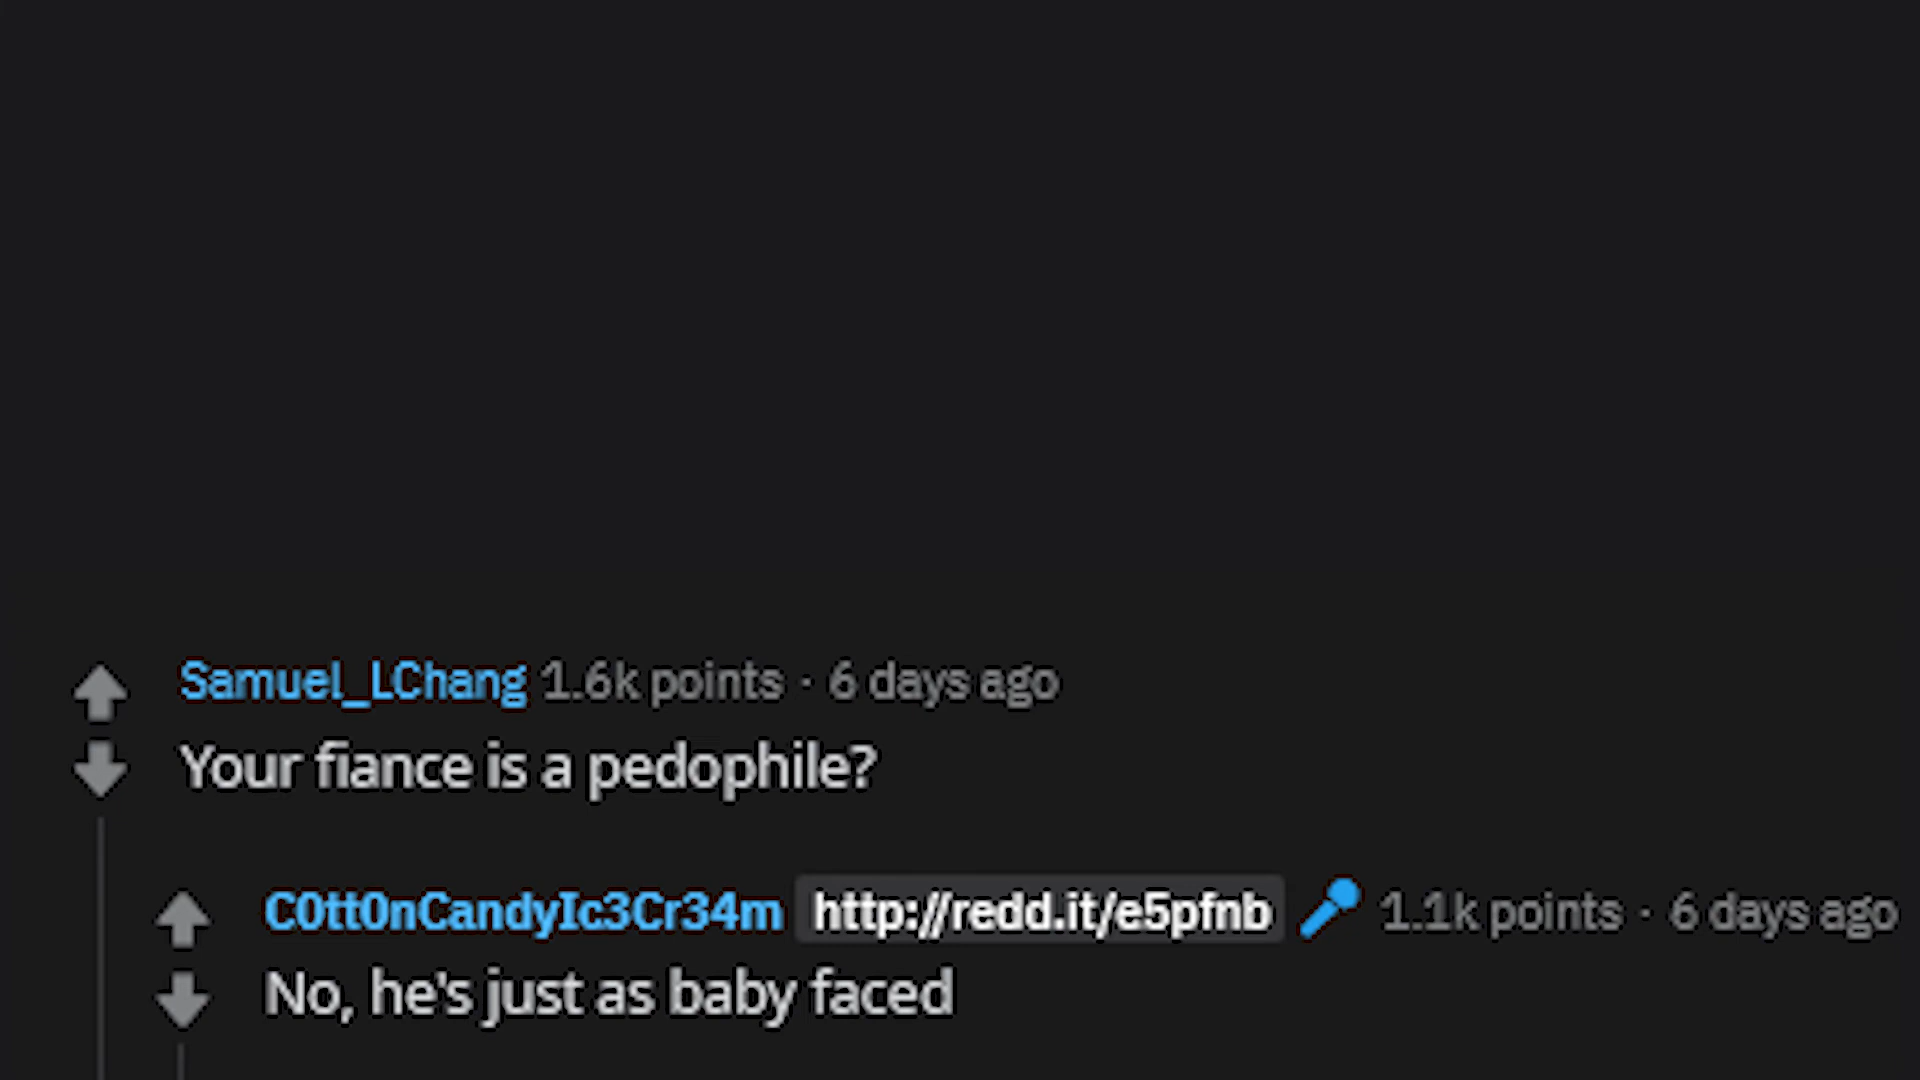 Samuel_LChang 1.6k points · 6 days ago
Your fiance is a pedophile?
C0tt0nCandyIc3Cr34m http://redd.it/e5pfnb 1.1k points · 6 days ago
No, he's just as baby faced